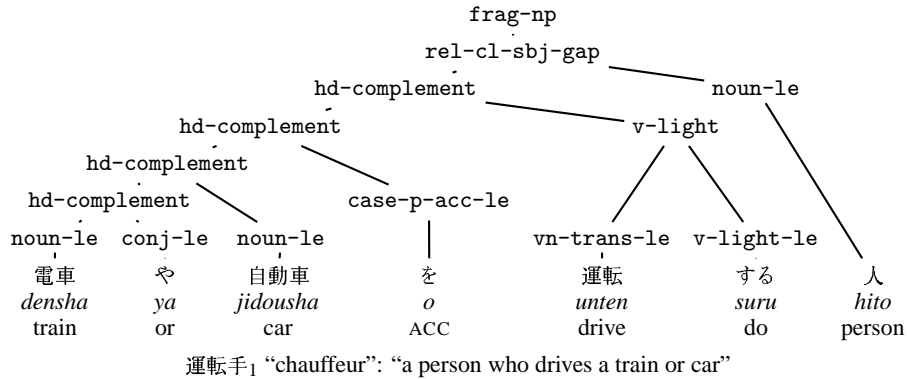 frag-np
rel-cl-sbj-gap
hd-complement noun-le
hd-complement v-light
hd-complement
hd-complement case-p-acc-le
noun-le conj-le noun-le vn-trans-le v-light-le
電車 や 自動車 を 運転 する 人
densha ya jidousha o unten suru hito
train or car ACC drive do person
運転手1 “chauffeur”: “a person who drives a train or car”